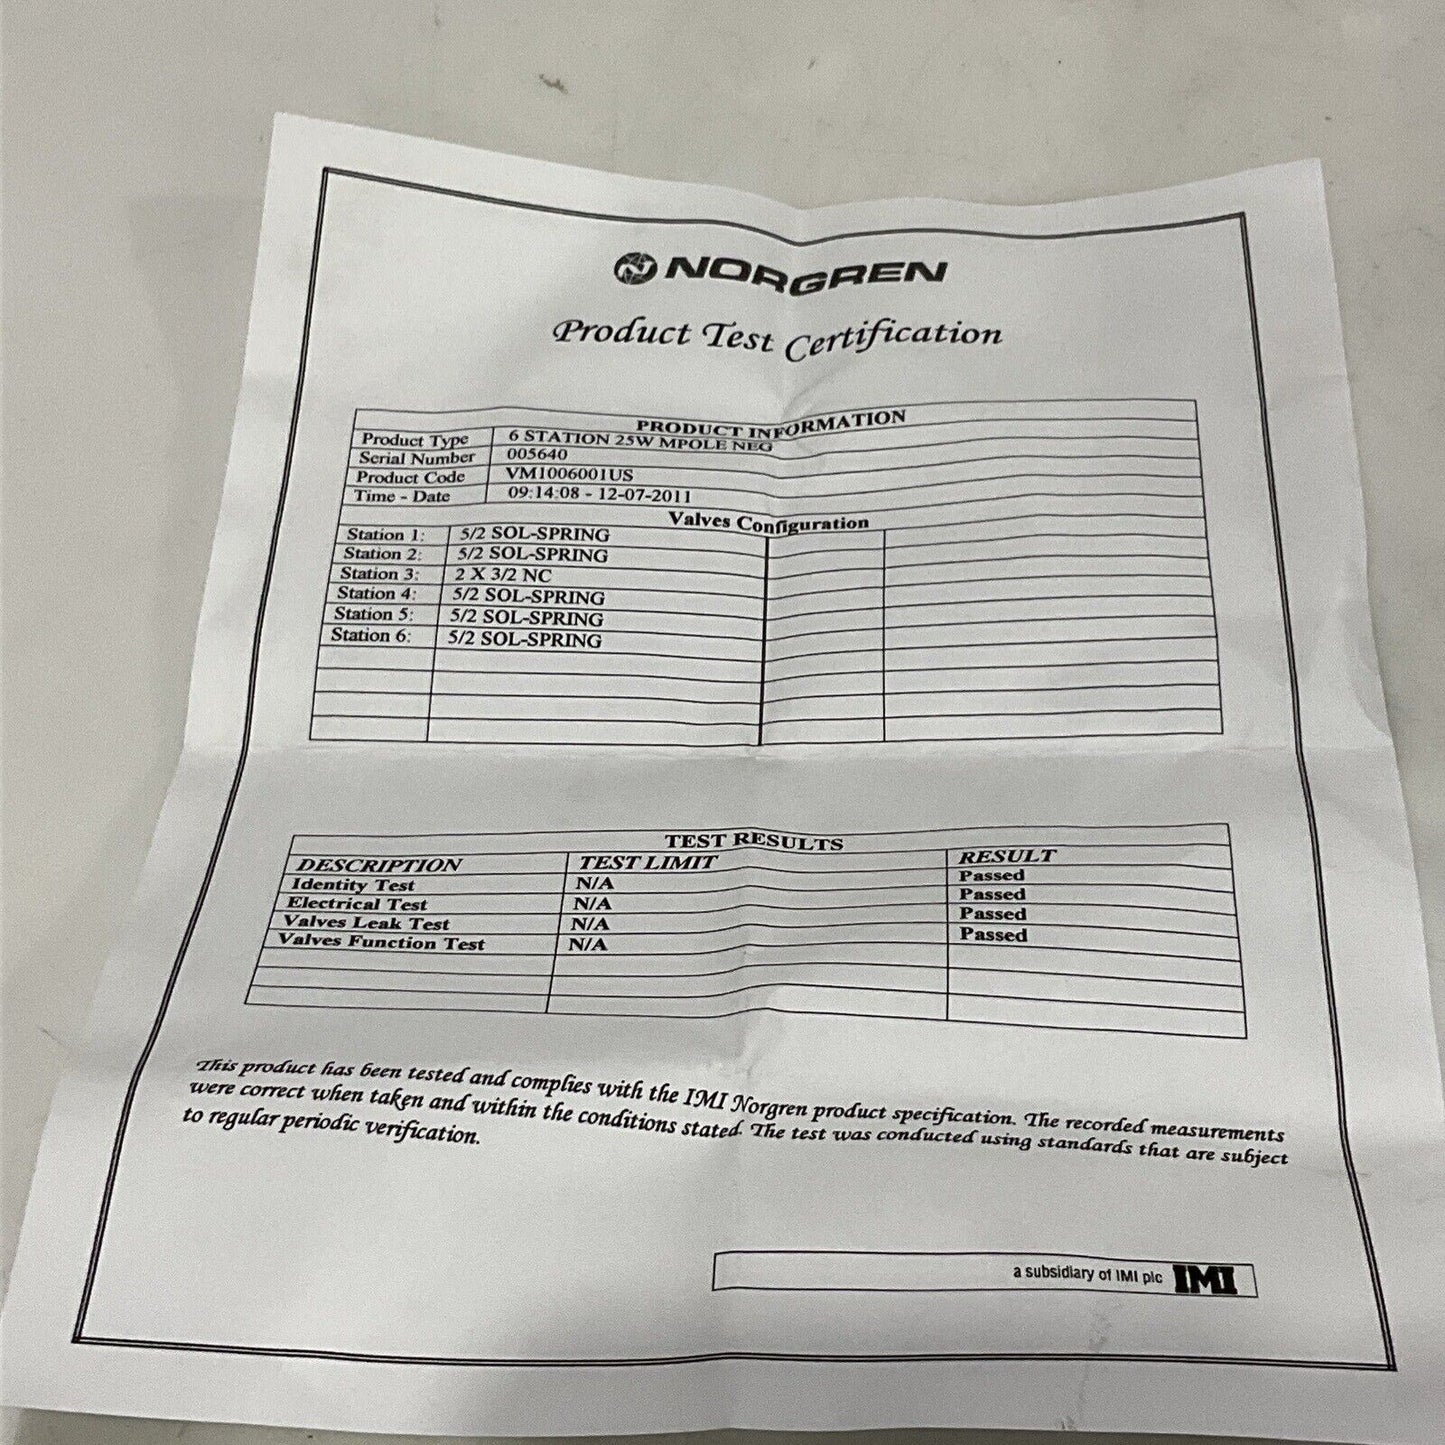 NORGREN
Product Test Certification
PRODUCT INFORMATION
Product Type 6 STATION 25W MPOLE NEG
Serial Number 005640
Product Code VM1006001US
Time - Date 09:14:08 - 12-07-2011
Valves Configuration
Station 1: 5/2 SOL-SPRING
Station 2: 5/2 SOL-SPRING
Station 3: 2 X 3/2 NC
Station 4: 5/2 SOL-SPRING
Station 5: 5/2 SOL-SPRING
Station 6: 5/2 SOL-SPRING
TEST RESULTS
DESCRIPTION TEST LIMIT RESULT
Identity Test N/A Passed
Electrical Test N/A Passed
Valves Leak Test N/A Passed
Valves Function Test N/A Passed
This product has been tested and complies with the IMI Norgren product specification. The recorded measurements
were correct when taken and within the conditions stated. The test was conducted using standards that are subject
to regular periodic verification.
a subsidiary of IMI plc IMI